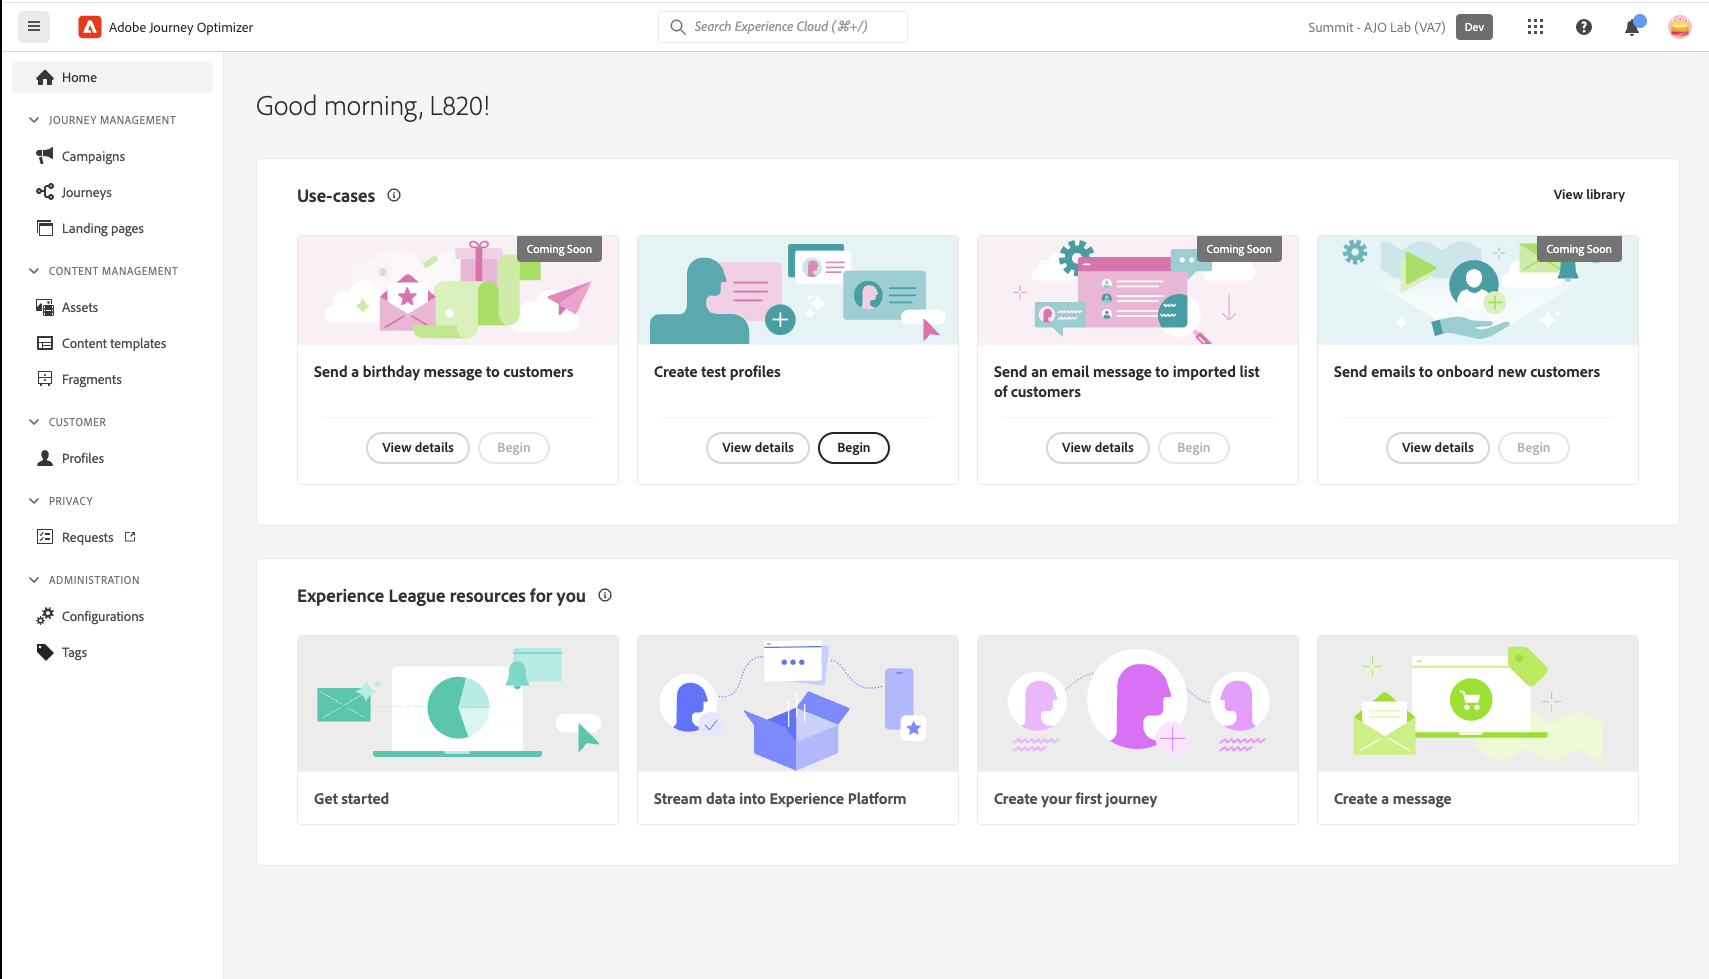 Adobe Journey Optimizer
Search Experience Cloud (⌘+/)
Summit - AJO Lab (VA7)
Dev
Home
JOURNEY MANAGEMENT
Campaigns
Journeys
Landing pages
CONTENT MANAGEMENT
Assets
Content templates
Fragments
CUSTOMER
Profiles
PRIVACY
Requests
ADMINISTRATION
Configurations
Tags
Good morning, L820!
Use-cases
View library
Coming Soon
Send a birthday message to customers
View details
Begin
Create test profiles
View details
Begin
Coming Soon
Send an email message to imported list
of customers
View details
Begin
Coming Soon
Send emails to onboard new customers
View details
Begin
Experience League resources for you
Get started
Stream data into Experience Platform
Create your first journey
Create a message